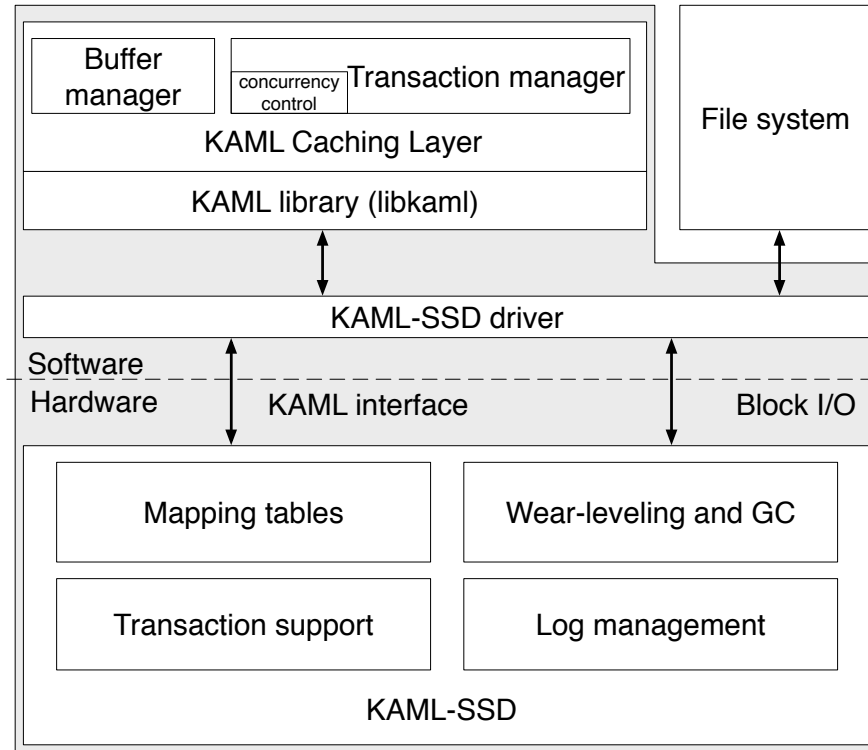 Buffer
manager
concurrency
control
Transaction manager
KAML Caching Layer
KAML library (libkaml)
File system
KAML-SSD driver
Software
Hardware
KAML interface
Block I/O
Mapping tables
Wear-leveling and GC
Transaction support
Log management
KAML-SSD